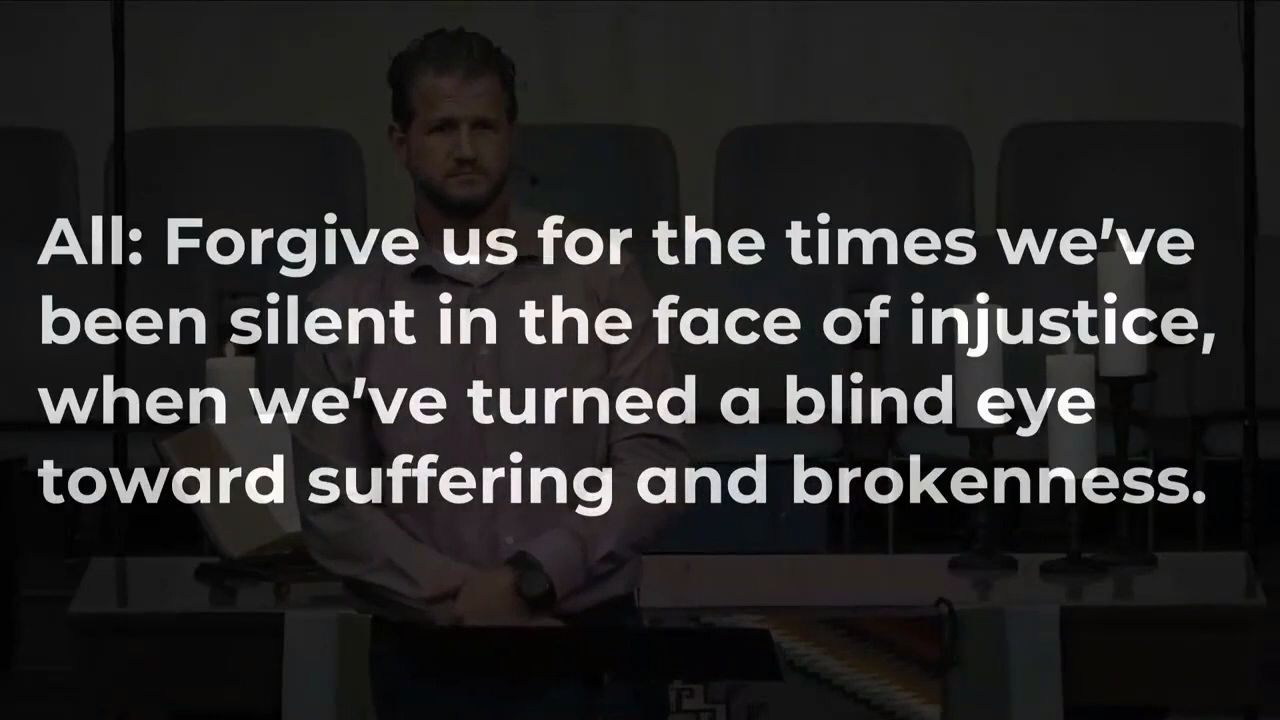 All: Forgive us for the times we’ve
been silent in the face of injustice,
when we’ve turned a blind eye
toward suffering and brokenness.